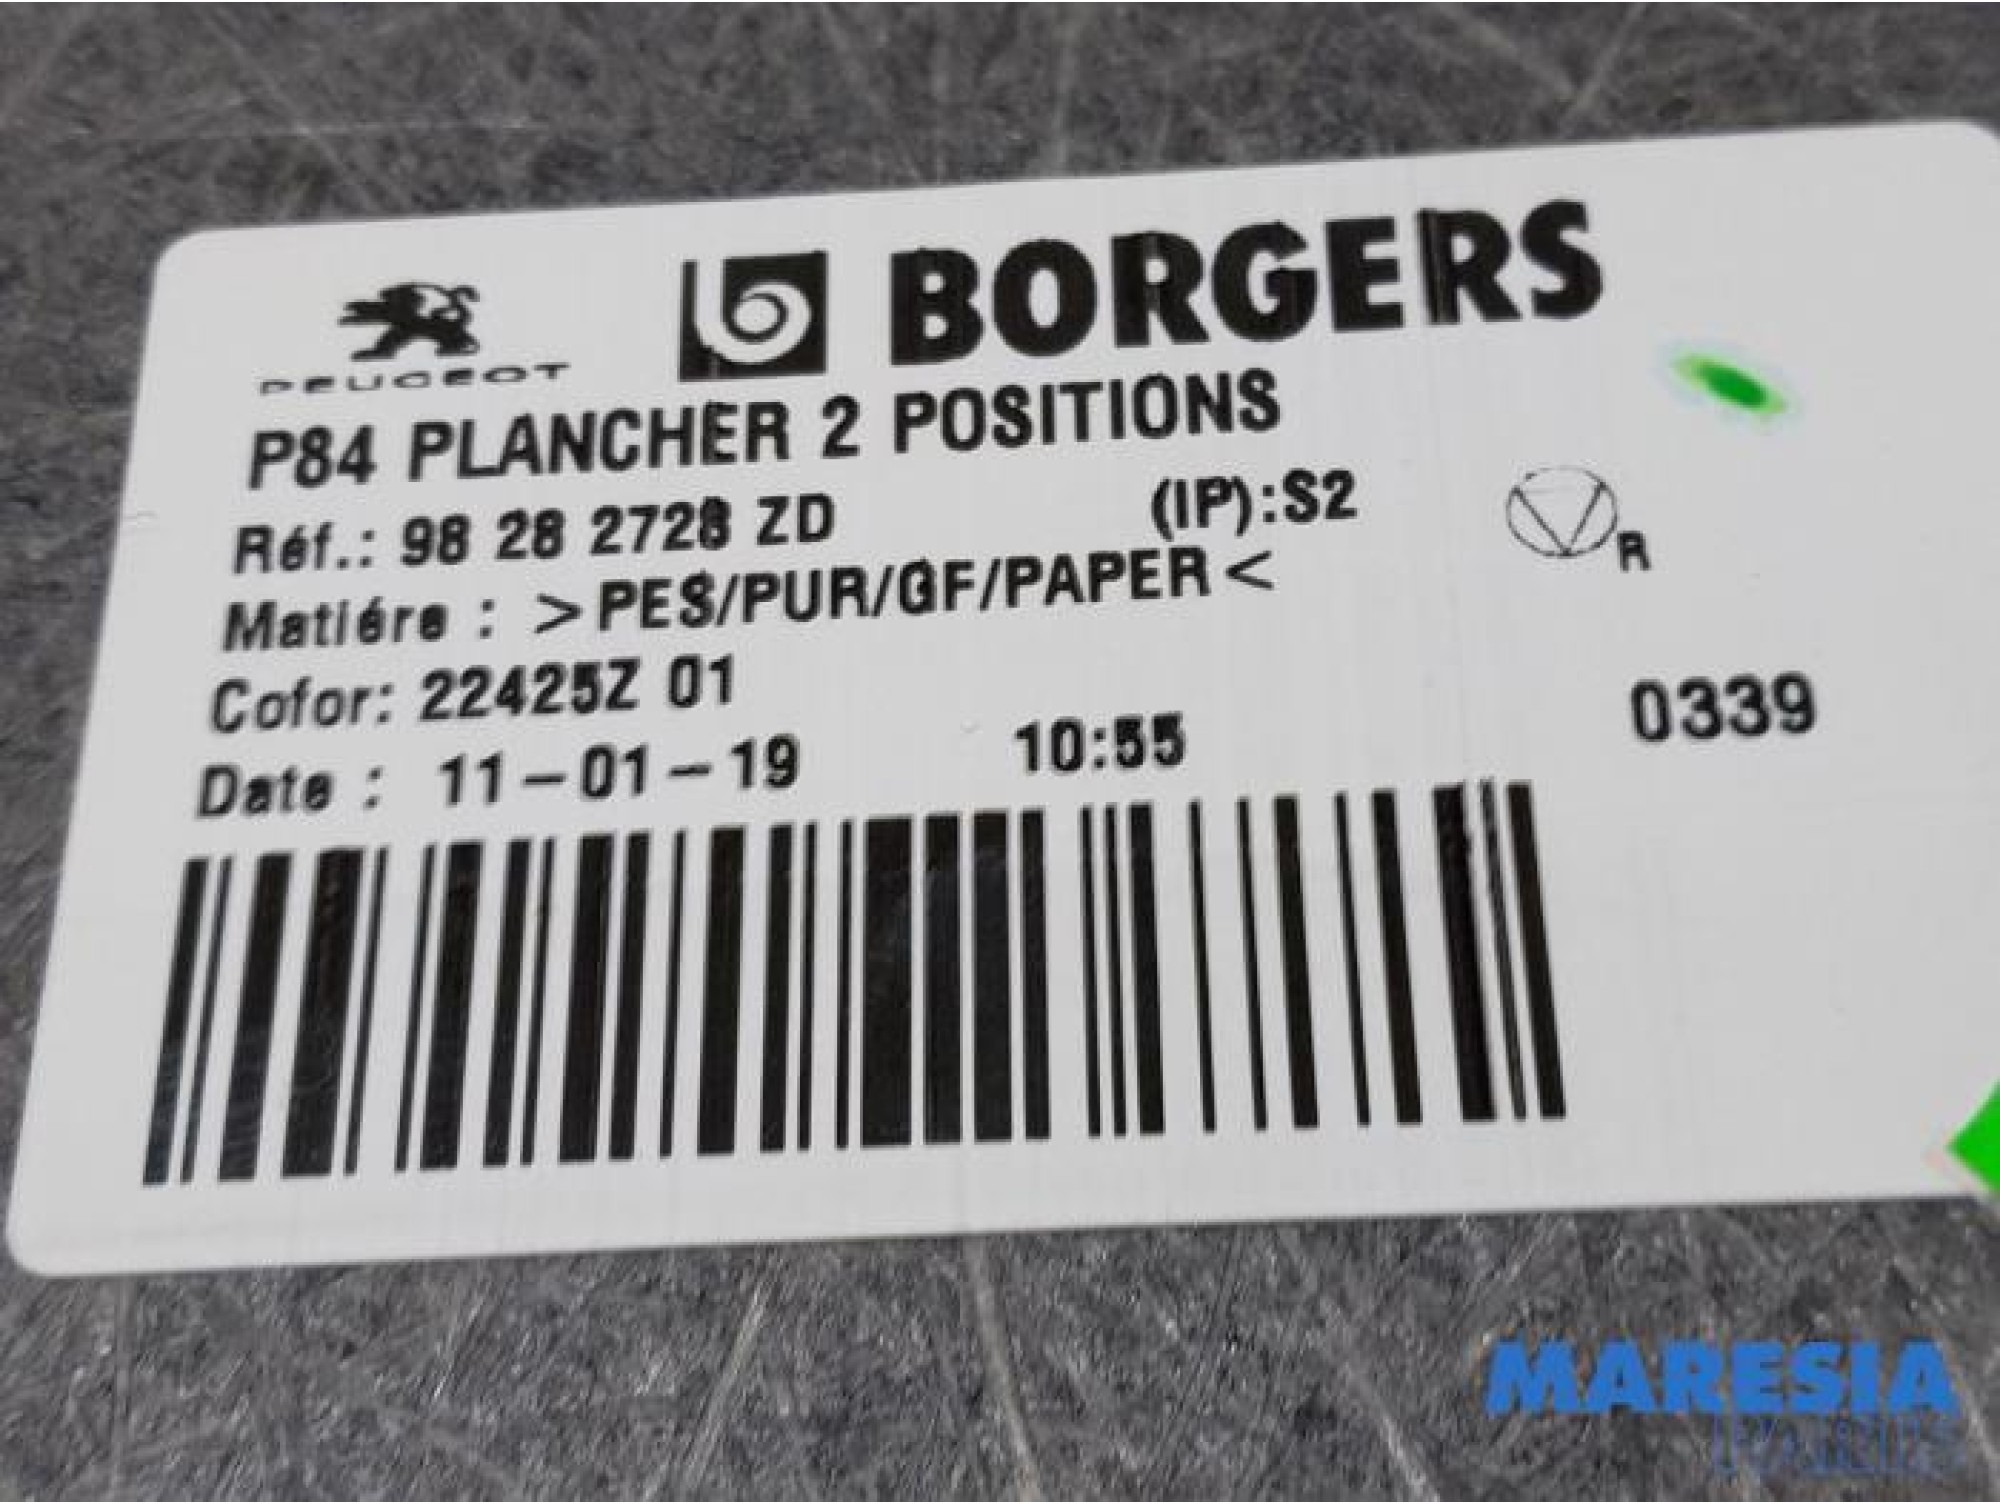 PEUGEOT
BORGERS
P84 PLANCHER 2 POSITIONS
Réf.: 98 28 2728 ZD (IP):S2
R
Matiére : >PES/PUR/GF/PAPER<
Cofor: 22425Z 01
0339
Date : 11-01-19 10:55
MARESIA
PARTS